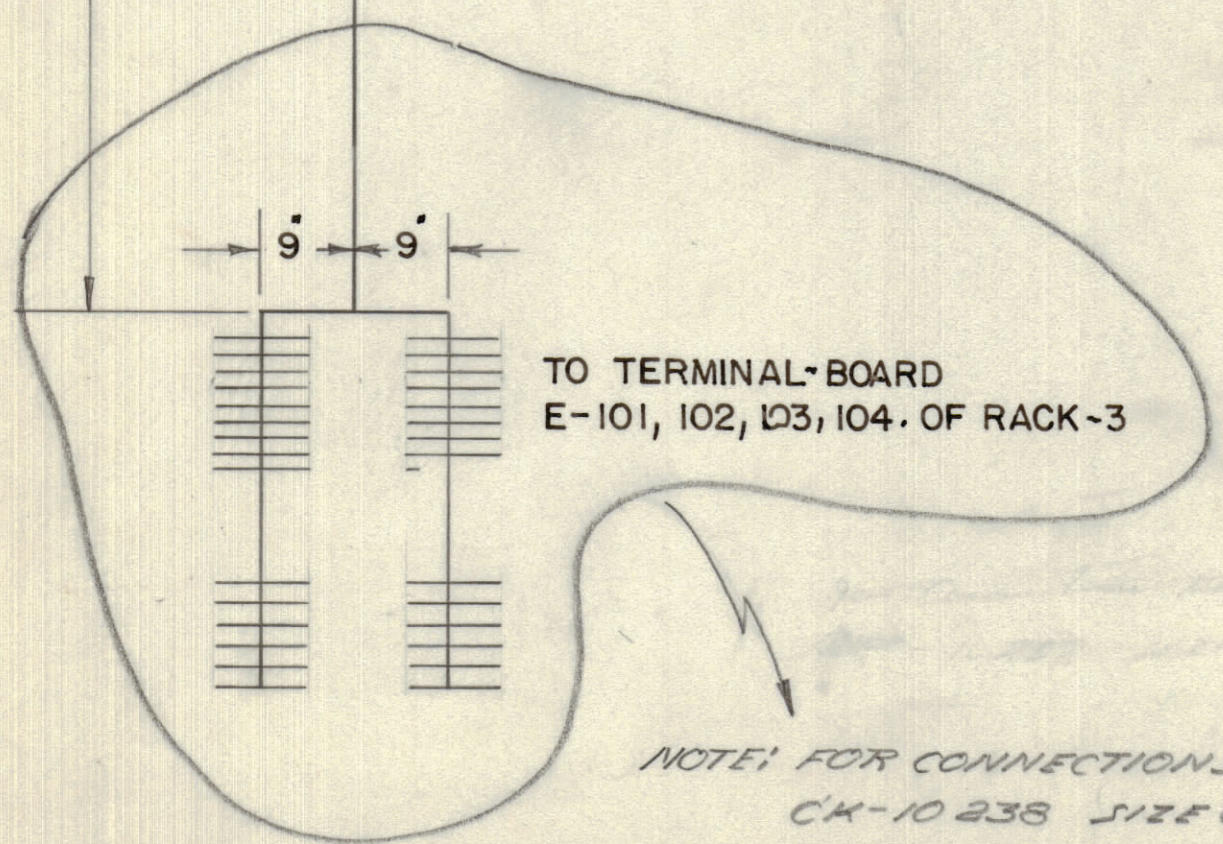 9" 9"
TO TERMINAL-BOARD
E-101, 102, 103, 104. OF RACK-3
NOTE: FOR CONNECTIONS
CK-10238 SIZE